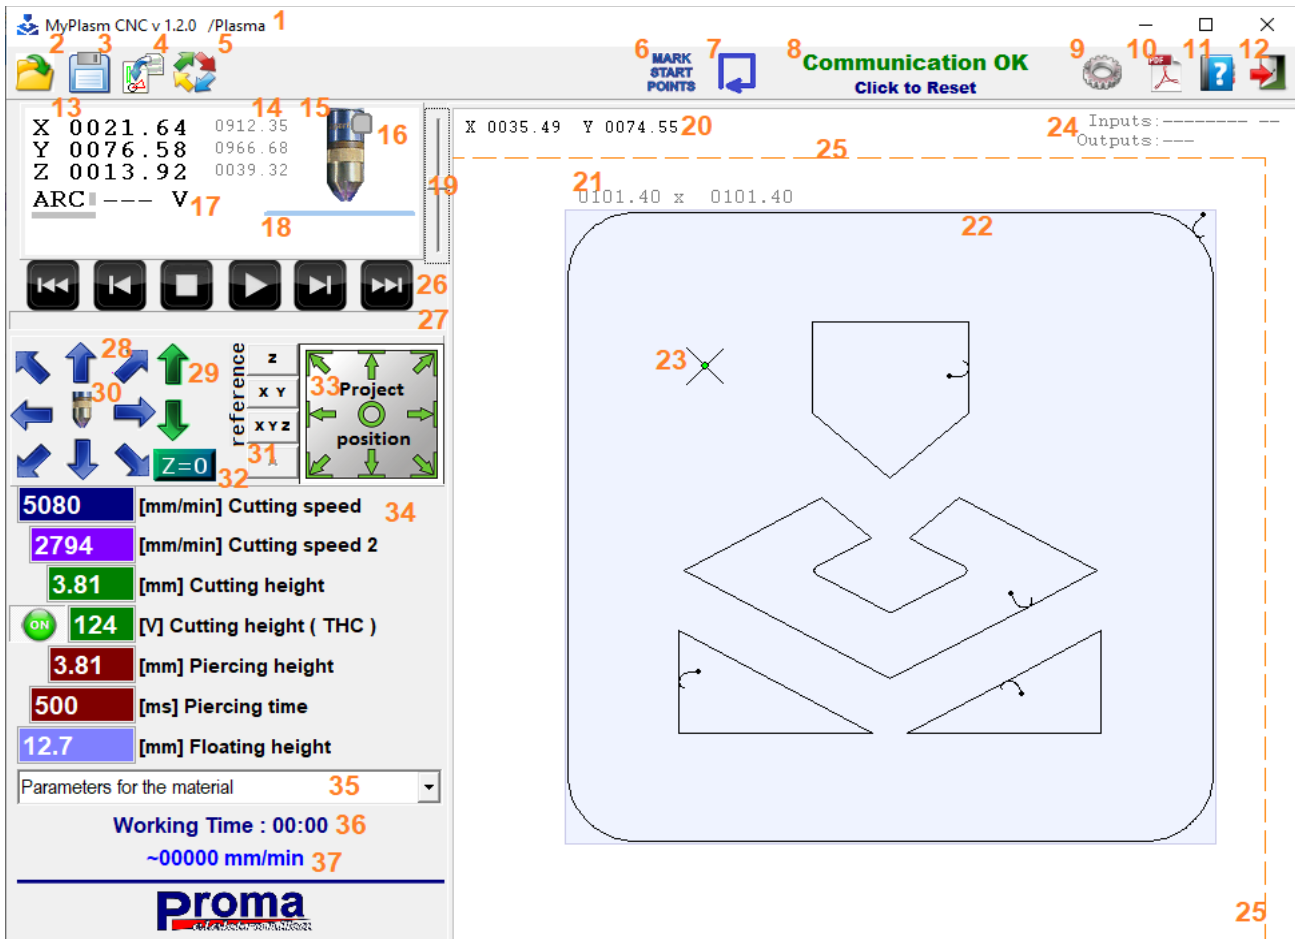 MyPlasm CNC v 1.2.0 /Plasma 1
2 3 4 5
6 MARK START POINTS
7
8 Communication OK
Click to Reset
9 10 PDF 11 ? 12
13 14 15 16
X 0021.64 0912.35
Y 0076.58 0966.68
Z 0013.92 0039.32
ARC --- V 17
18
19
X 0035.49 Y 0074.55 20
24 Inputs:-------- --
Outputs:---
25
21
0101.40 x 0101.40
22
23
25
26
27
28 29 30
reference
Z
X Y
X Y Z
31 A
32
Z=0
33 Project
position
5080 [mm/min] Cutting speed 34
2794 [mm/min] Cutting speed 2
3.81 [mm] Cutting height
ON 124 [V] Cutting height ( THC )
3.81 [mm] Piercing height
500 [ms] Piercing time
12.7 [mm] Floating height
Parameters for the material 35
Working Time : 00:00 36
~00000 mm/min 37
Proma